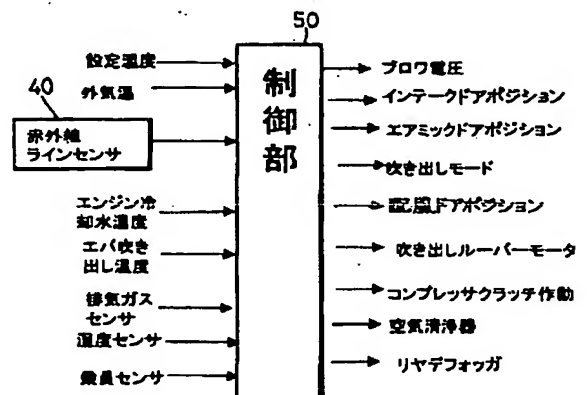 50
制御部
設定温度
外気温
40
赤外線
ラインセンサ
エンジン冷
却水温度
エバ吹き
出し温度
排気ガス
センサ
湿度センサ
乗員センサ
ブロワ電圧
インテークドアポジション
エアミックドアポジション
吹き出しモード
配風ドアポジション
吹き出しルーバーモータ
コンプレッサクラッチ作動
空気清浄器
リヤデフォッガ